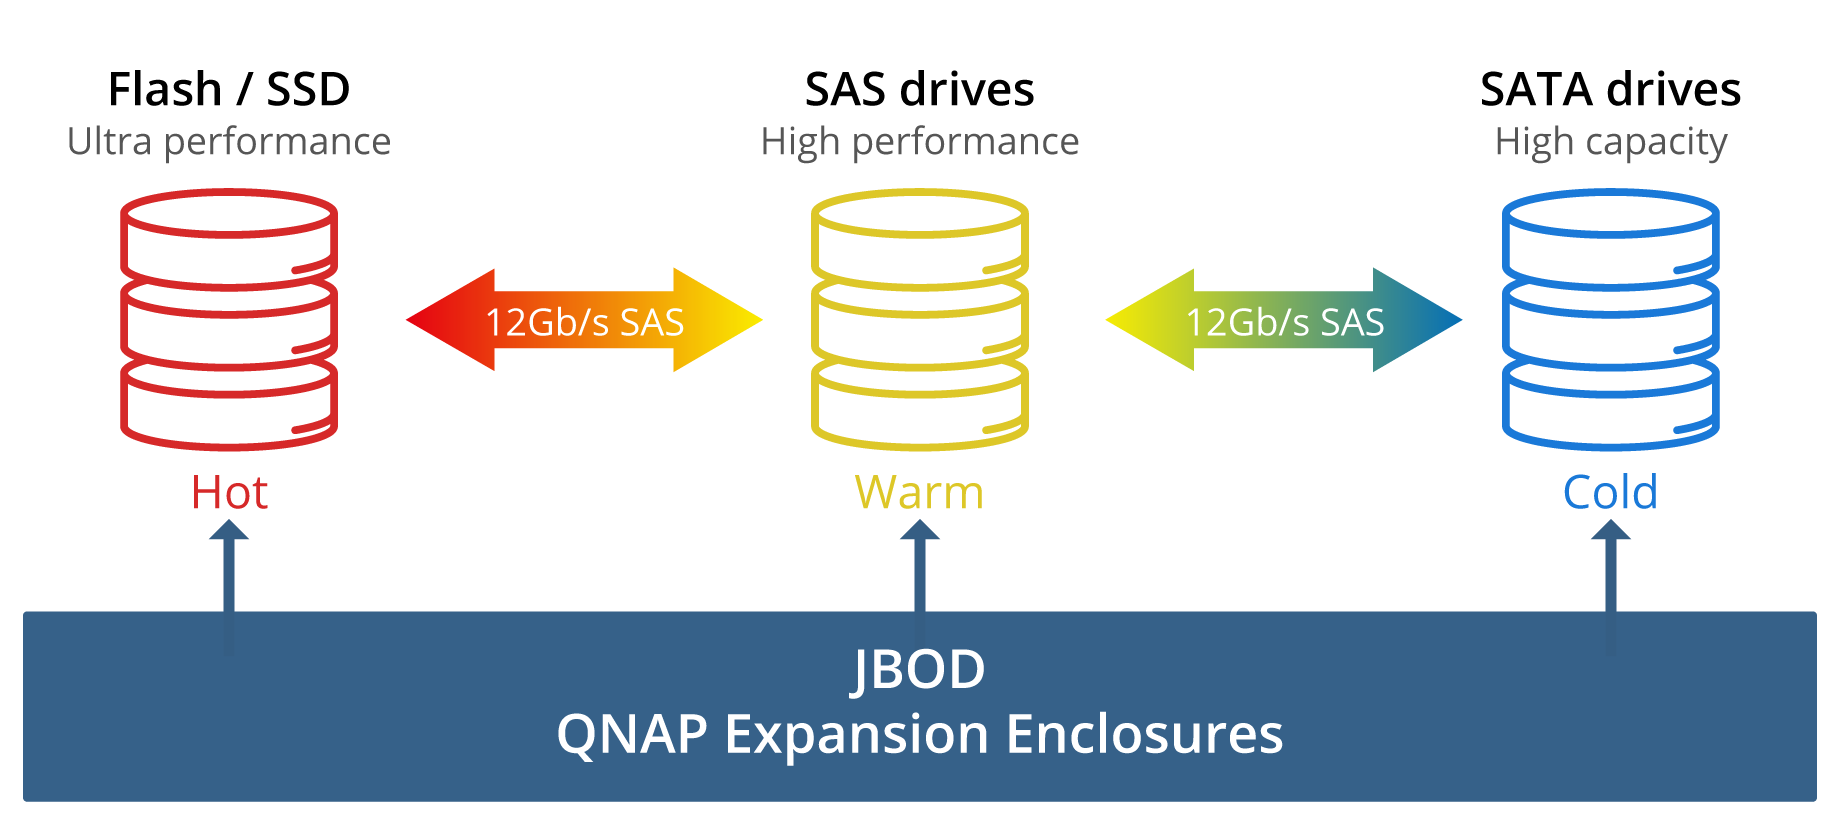 Flash / SSD
Ultra performance
SAS drives
High performance
SATA drives
High capacity
12Gb/s SAS
12Gb/s SAS
Hot
Warm
Cold
JBOD
QNAP Expansion Enclosures